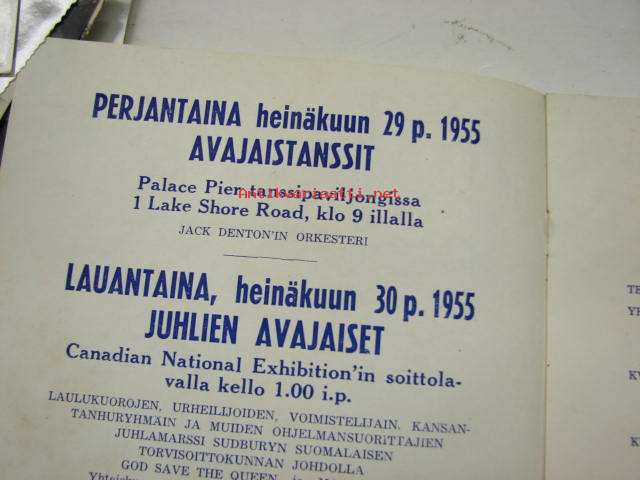 PERJANTAINA heinäkuun 29 p. 1955
AVAJAISTANSSIT
Palace Pier tanssipaviljongissa
1 Lake Shore Road, klo 9 illalla
JACK DENTON'IN ORKESTERI
LAUANTAINA, heinäkuun 30 p. 1955
JUHLIEN AVAJAISET
Canadian National Exhibition'in soittola-
valla kello 1.00 i.p.
LAULUKUOROJEN, URHEILIJOIDEN, VOIMISTELIJAIN, KANSAN-
TANHURYHMÄIN JA MUIDEN OHJELMANSUORITTAJIEN
JUHLAMARSSI SUDBURYN SUOMALAISEN
TORVISOITTOKUNNAN JOHDOLLA
GOD SAVE THE QUEEN